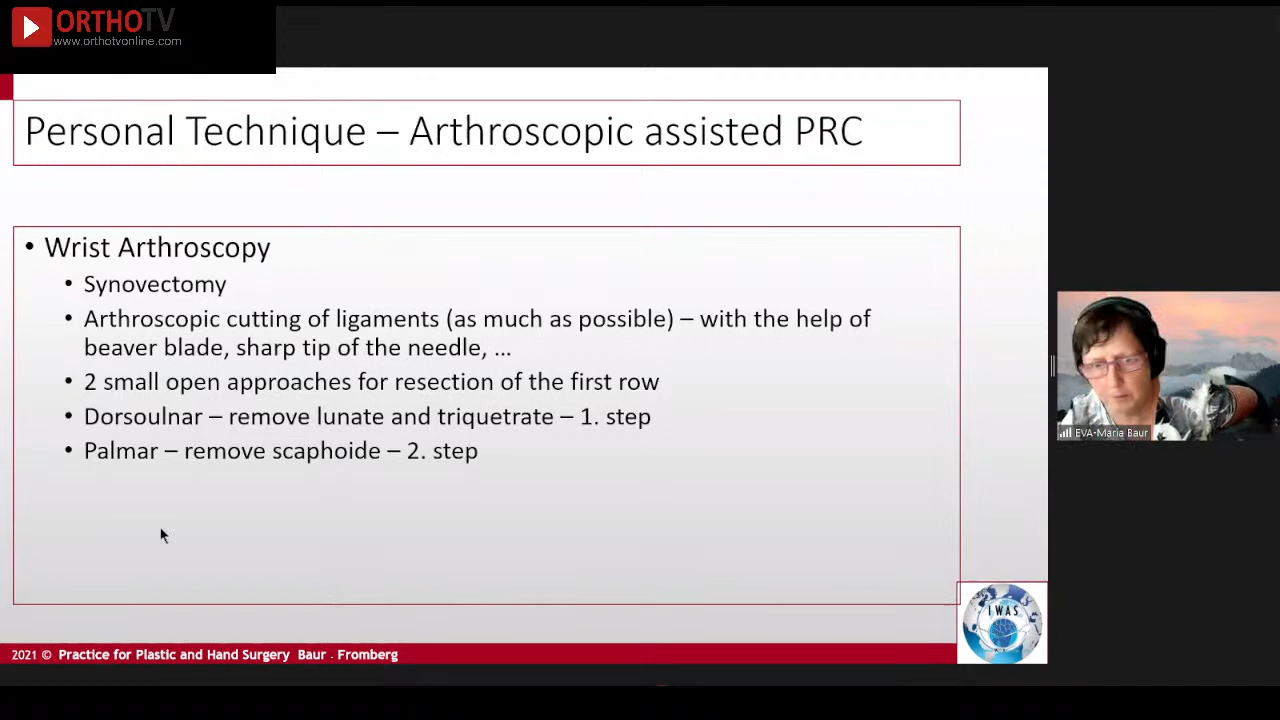 ORTHOTV
www.orthotvonline.com
Personal Technique – Arthroscopic assisted PRC
• Wrist Arthroscopy
• Synovectomy
• Arthroscopic cutting of ligaments (as much as possible) – with the help of
beaver blade, sharp tip of the needle, ...
• 2 small open approaches for resection of the first row
• Dorsoulnar – remove lunate and triquetrate – 1. step
• Palmar – remove scaphoide – 2. step
EVA-Maria Baur
IWAS
2021 © Practice for Plastic and Hand Surgery Baur - Fromberg